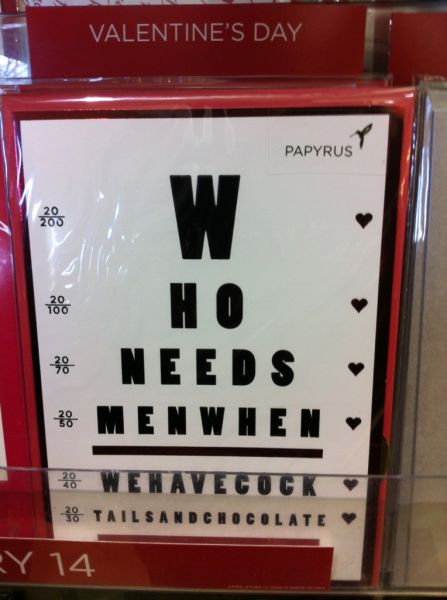 VALENTINE'S DAY
PAPYRUS
20/200 W ♥
20/100 HO ♥
20/70 NEEDS ♥
20/50 MENWHEN ♥
20/40 WEHAVECOCK ♥
20/30 TAILSANDCHOCOLATE ♥
RY 14